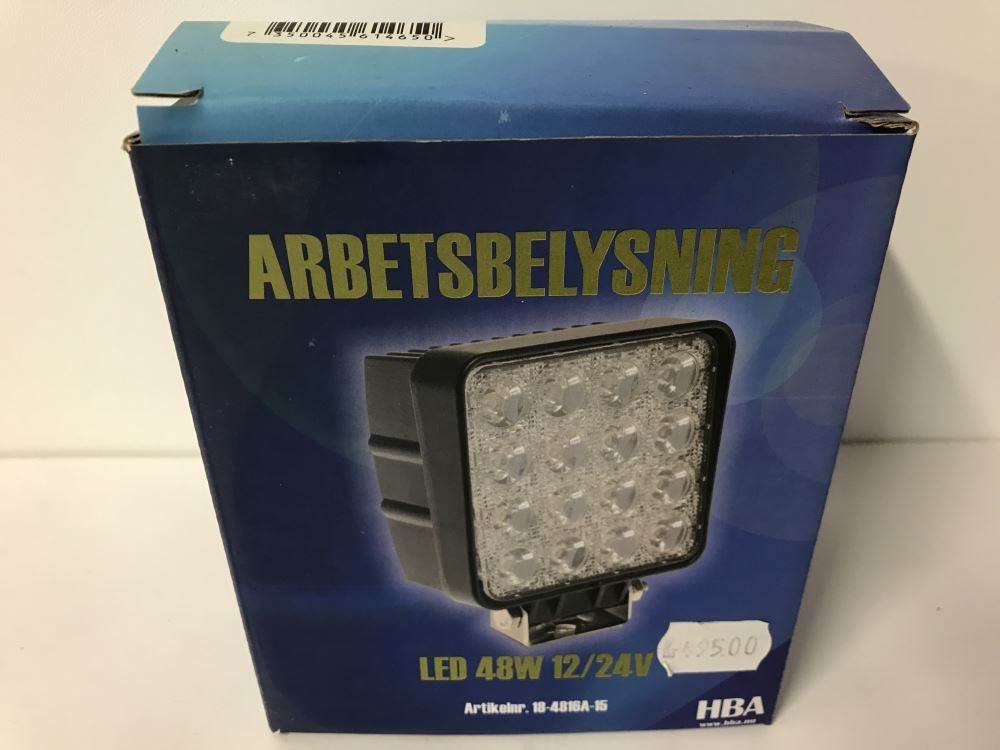 ARBETSBELYSNING
LED 48W 12/24V
Artikelnr. 18-4816A-15
HBA